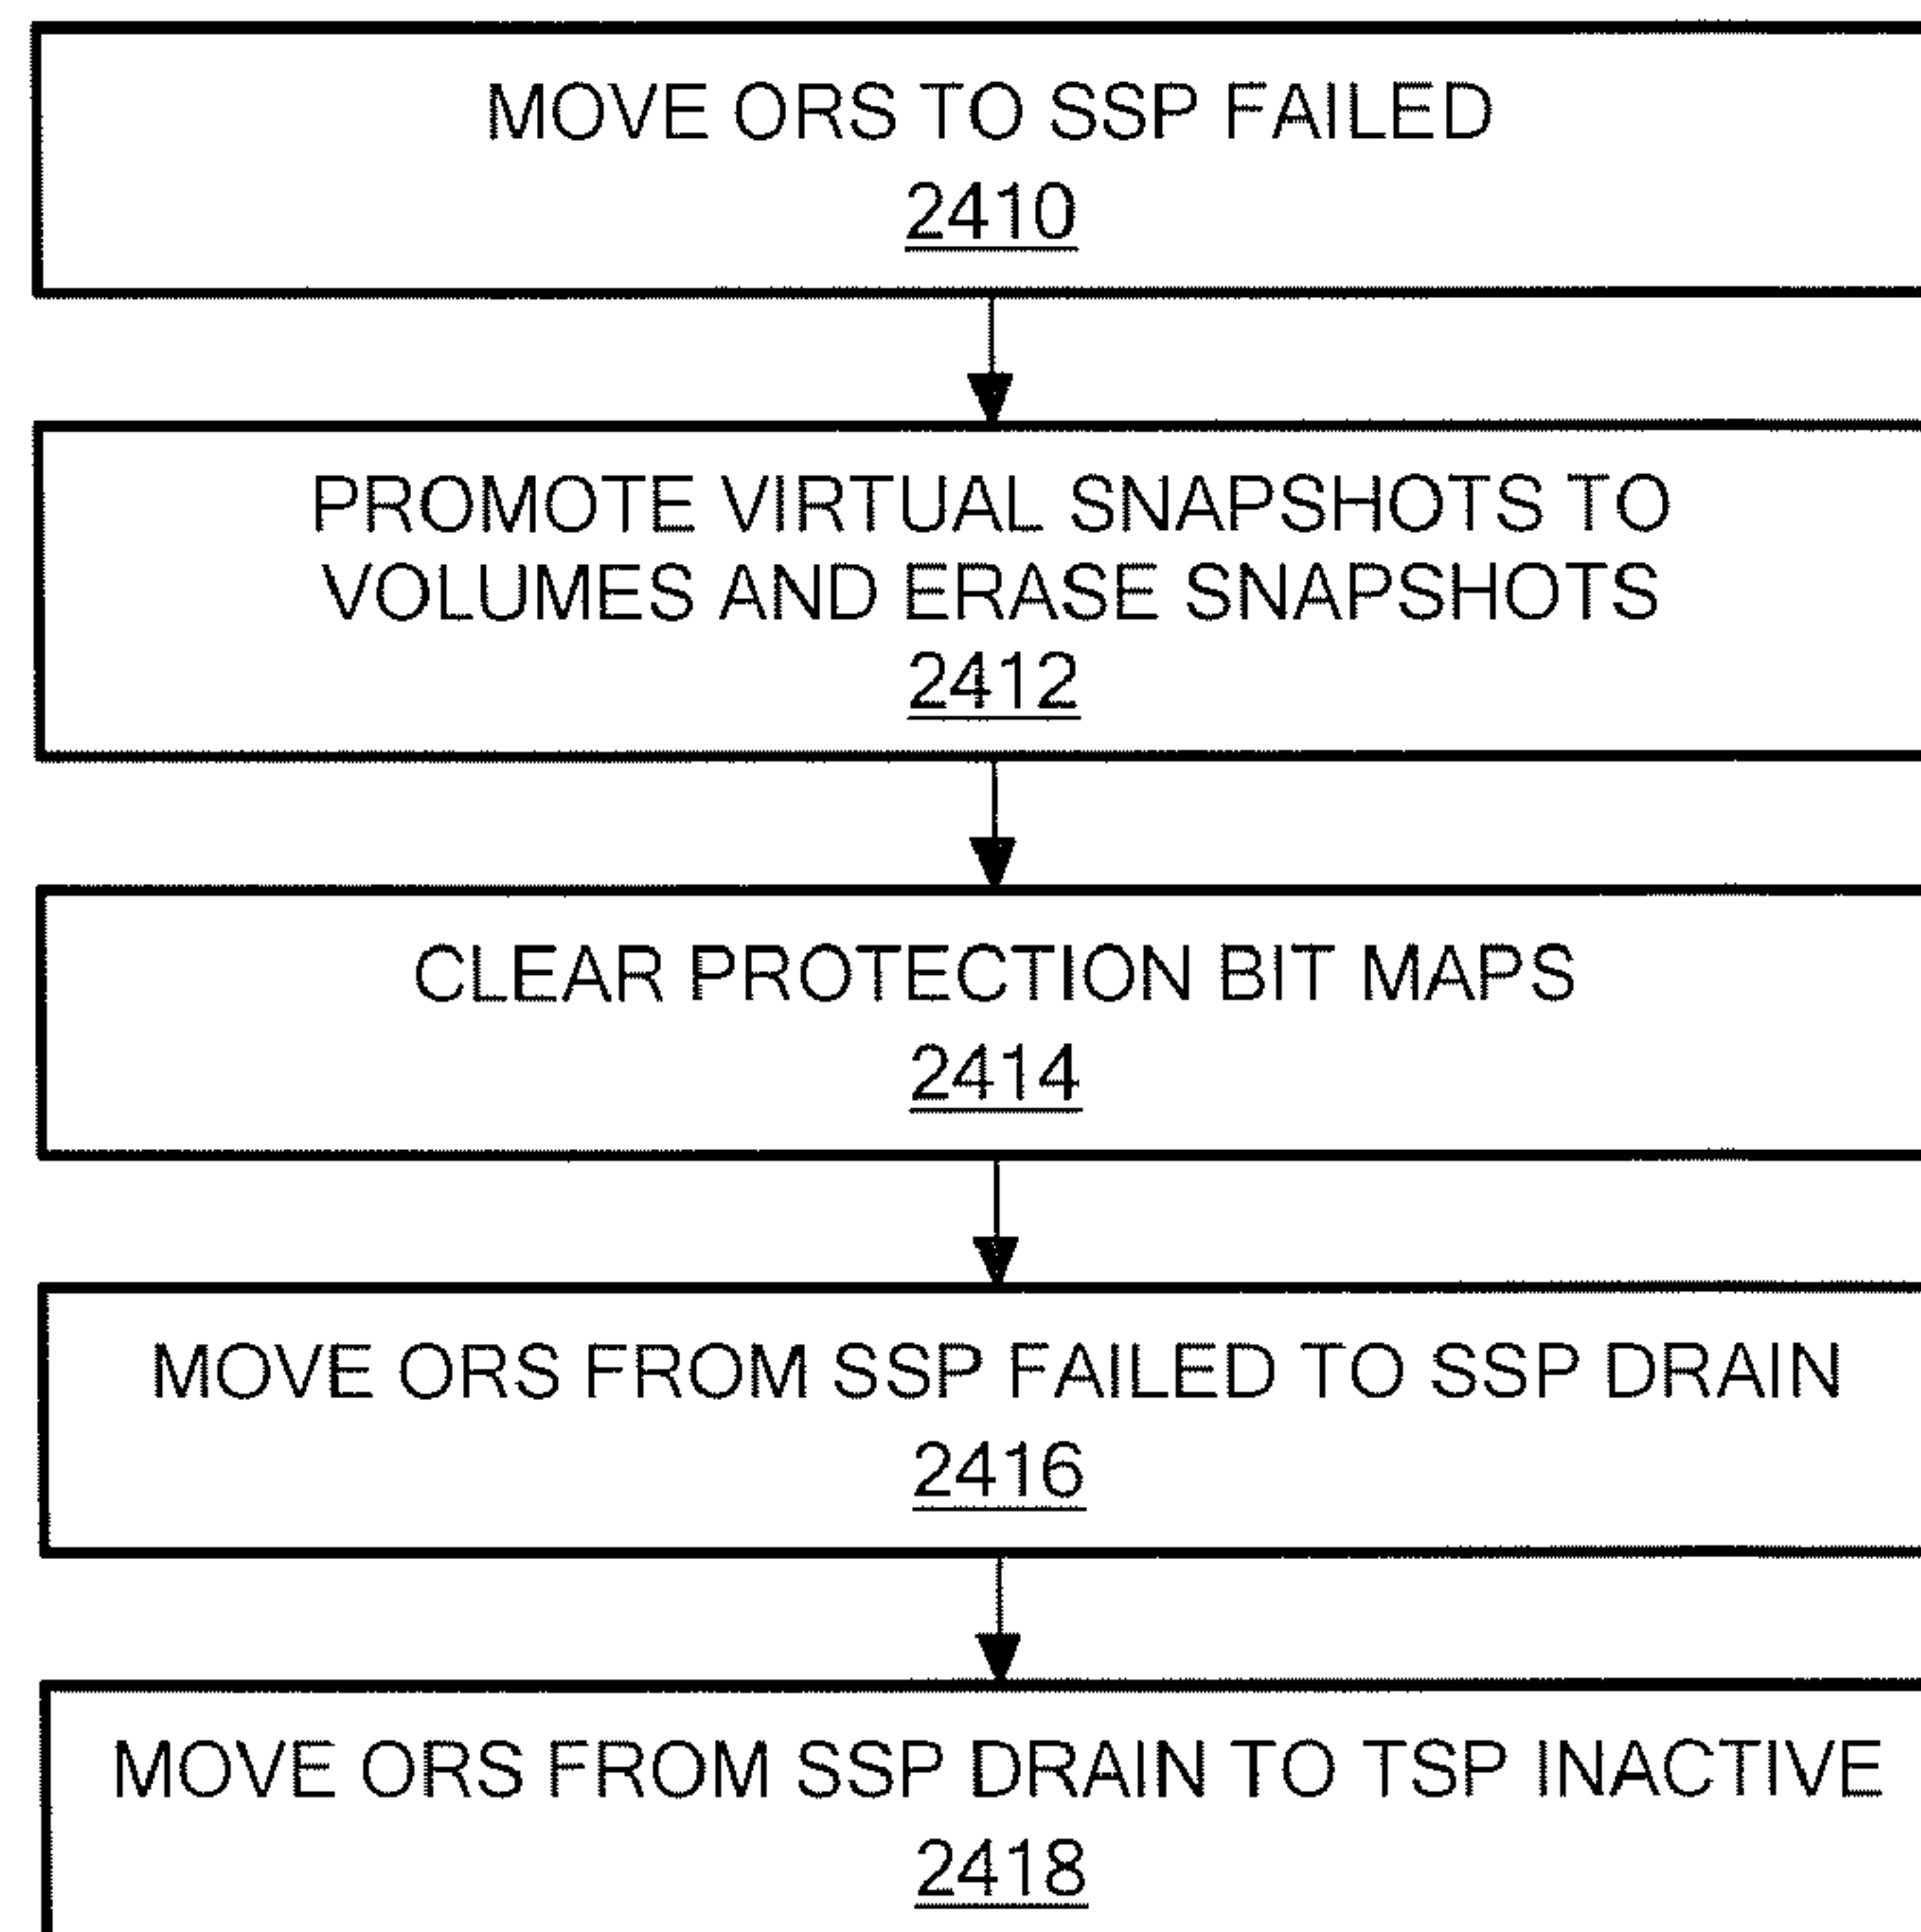 MOVE ORS TO SSP FAILED
2410
PROMOTE VIRTUAL SNAPSHOTS TO
VOLUMES AND ERASE SNAPSHOTS
2412
CLEAR PROTECTION BIT MAPS
2414
MOVE ORS FROM SSP FAILED TO SSP DRAIN
2416
MOVE ORS FROM SSP DRAIN TO TSP INACTIVE
2418